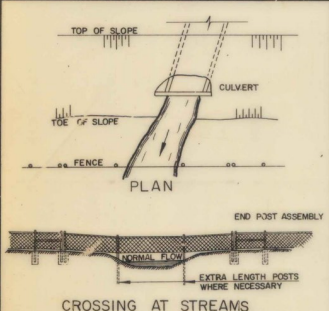 TOP OF SLOPE
CULVERT
TOE OF SLOPE
FENCE
PLAN
END POST ASSEMBLY
NORMAL FLOW
EXTRA LENGTH POSTS
WHERE NECESSARY
CROSSING AT STREAMS